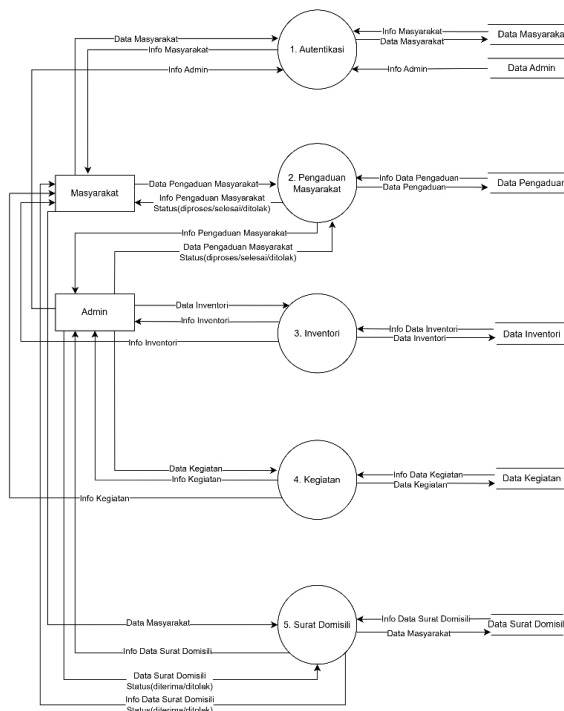 Data Masyarakat
Info Masyarakat
Info Admin
1. Autentikasi
Info Masyarakat
Data Masyarakat
Info Admin
Data Masyaraka
Data Admin
Masyarakat
Data Pengaduan Masyarakat
Info Pengaduan Masyarakat
Status(diproses/selesai/ditolak)
2. Pengaduan
Masyarakat
Info Data Pengaduan
Data Pengaduan
Data Pengaduan
Info Pengaduan Masyarakat
Data Pengaduan Masyarakat
Status(diproses/selesai/ditolak)
Admin
Data Inventori
Info Inventori
Info Inventori
3. Inventori
Info Data Inventori
Data Inventori
Data Inventori
Data Kegiatan
Info Kegiatan
Info Kegiatan
4. Kegiatan
Info Data Kegiatan
Data Kegiatan
Data Kegiatan
Data Masyarakat
Info Data Surat Domisili
5. Surat Domisili
Info Data Surat Domisili
Data Masyarakat
Data Surat Domisili
Data Surat Domisili
Status(diterima/ditolak)
Info Data Surat Domisili
Status(diterima/ditolak)